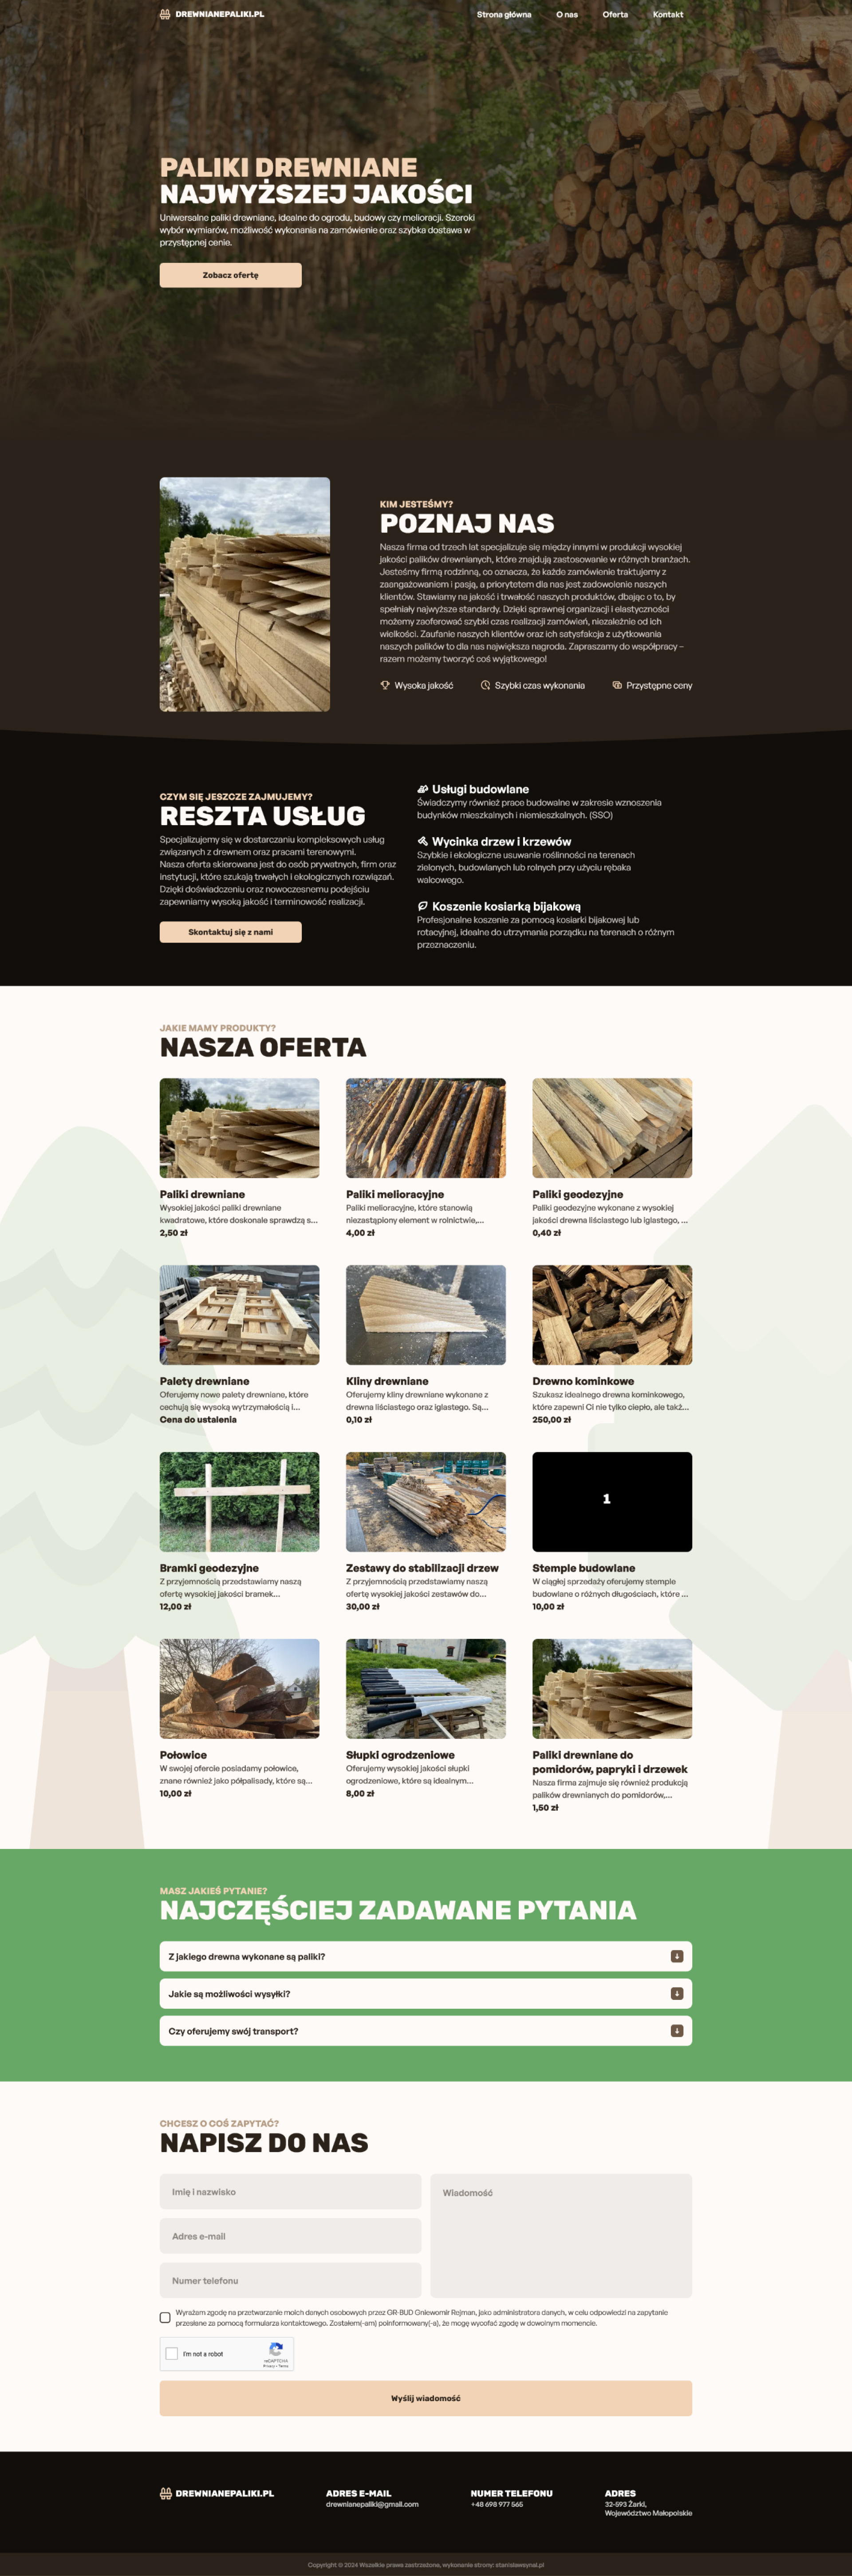 DREWNIANEPALIKI.PL
Strona główna
O nas
Oferta
Kontakt
PALIKI DREWNIANE
NAJWYŻSZEJ JAKOŚCI
Uniwersalne paliki drewniane, idealne do ogrodu, budowy czy melioracji. Szeroki
wybór wymiarów, możliwość wykonania na zamówienie oraz szybka dostawa w
przystępnej cenie.
Zobacz ofertę
KIM JESTEŚMY?
POZNAJ NAS
Nasza firma od trzech lat specjalizuje się między innymi w produkcji wysokiej
jakości palików drewnianych, które znajdują zastosowanie w różnych branżach.
Jesteśmy firmą rodzinną, co oznacza, że każde zamówienie traktujemy z
zaangażowaniem i pasją, a priorytetem dla nas jest zadowolenie naszych
klientów. Stawiamy na jakość i trwałość naszych produktów, dbając o to, by
spełniały najwyższe standardy. Dzięki sprawnej organizacji i elastyczności
możemy zaoferować szybki czas realizacji zamówień, niezależnie od ich
wielkości. Zaufanie naszych klientów oraz ich satysfakcja z użytkowania
naszych palików to dla nas największa nagroda. Zapraszamy do współpracy –
razem możemy tworzyć coś wyjątkowego!
Wysoka jakość
Szybki czas wykonania
Przystępne ceny
CZYM SIĘ JESZCZE ZAJMUJEMY?
RESZTA USŁUG
Specjalizujemy się w dostarczaniu kompleksowych usług
związanych z drewnem oraz pracami terenowymi.
Nasza oferta skierowana jest do osób prywatnych, firm oraz
instytucji, które szukają trwałych i ekologicznych rozwiązań.
Dzięki doświadczeniu oraz nowoczesnemu podejściu
zapewniamy wysoką jakość i terminowość realizacji.
Skontaktuj się z nami
Usługi budowlane
Świadczymy również prace budowalne w zakresie wznoszenia
budynków mieszkalnych i niemieszkalnych. (SSO)
Wycinka drzew i krzewów
Szybkie i ekologiczne usuwanie roślinności na terenach
zielonych, budowlanych lub rolnych przy użyciu rębaka
walcowego.
Koszenie kosiarką bijakową
Profesjonalne koszenie za pomocą kosiarki bijakowej lub
rotacyjnej, idealne do utrzymania porządku na terenach o różnym
przeznaczeniu.
JAKIE MAMY PRODUKTY?
NASZA OFERTA
Paliki drewniane
Wysokiej jakości paliki drewniane
kwadratowe, które doskonale sprawdzą s...
2,50 zł
Paliki melioracyjne
Paliki melioracyjne, które stanowią
niezastąpiony element w rolnictwie,...
4,00 zł
Paliki geodezyjne
Paliki geodezyjne wykonane z wysokiej
jakości drewna liściastego lub iglastego, ...
0,40 zł
Palety drewniane
Oferujemy nowe palety drewniane, które
cechują się wysoką wytrzymałością i...
Cena do ustalenia
Kliny drewniane
Oferujemy kliny drewniane wykonane z
drewna liściastego oraz iglastego. Są...
0,10 zł
Drewno kominkowe
Szukasz idealnego drewna kominkowego,
które zapewni Ci nie tylko ciepło, ale takż...
250,00 zł
Bramki geodezyjne
Z przyjemnością przedstawiamy naszą
ofertę wysokiej jakości bramek...
12,00 zł
Zestawy do stabilizacji drzew
Z przyjemnością przedstawiamy naszą
ofertę wysokiej jakości zestawów do...
30,00 zł
1
Stemple budowlane
W ciągłej sprzedaży oferujemy stemple
budowlane o różnych długościach, które ...
10,00 zł
Połowice
W swojej ofercie posiadamy połowice,
znane również jako półpalisady, które są...
10,00 zł
Słupki ogrodzeniowe
Oferujemy wysokiej jakości słupki
ogrodzeniowe, które są idealnym...
8,00 zł
Paliki drewniane do
pomidorów, papryki i drzewek
Nasza firma zajmuje się również produkcją
palików drewnianych do pomidorów,...
1,50 zł
MASZ JAKIEŚ PYTANIE?
NAJCZĘŚCIEJ ZADAWANE PYTANIA
Z jakiego drewna wykonane są paliki?
Jakie są możliwości wysyłki?
Czy oferujemy swój transport?
CHCESZ O COŚ ZAPYTAĆ?
NAPISZ DO NAS
Imię i nazwisko
Adres e-mail
Numer telefonu
Wiadomość
Wyrażam zgodę na przetwarzanie moich danych osobowych przez GR-BUD Gniewomir Rejman, jako administratora danych, w celu odpowiedzi na zapytanie
przesłane za pomocą formularza kontaktowego. Zostałem(-am) poinformowany(-a), że mogę wycofać zgodę w dowolnym momencie.
I'm not a robot
reCAPTCHA
Privacy - Terms
Wyślij wiadomość
DREWNIANEPALIKI.PL
ADRES E-MAIL
drewnianepaliki@gmail.com
NUMER TELEFONU
+48 698 977 565
ADRES
32-593 Żarki,
Województwo Małopolskie
Copyright © 2024 Wszelkie prawa zastrzeżone, wykonanie strony: stanislawsynal.pl